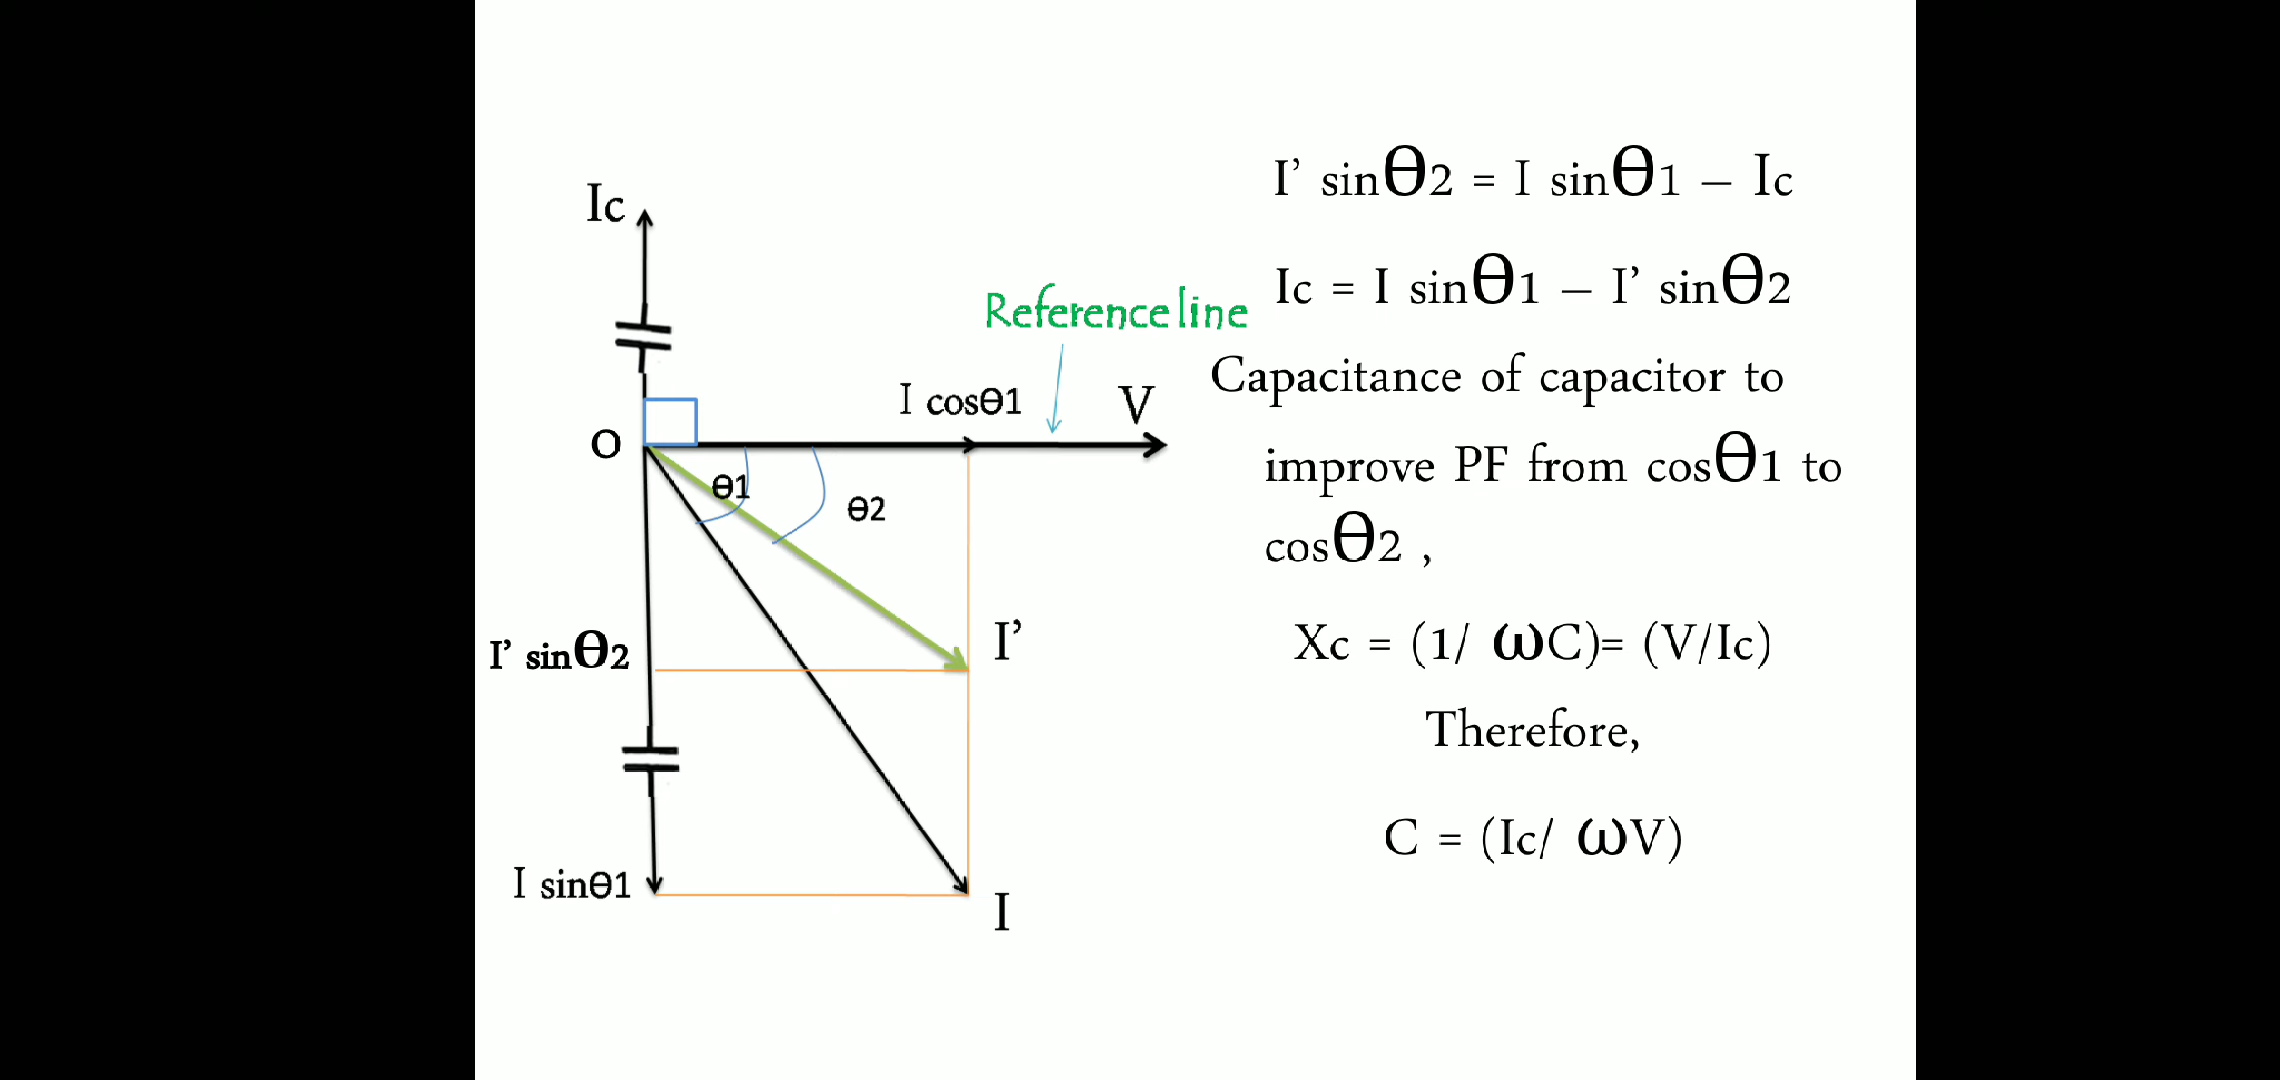 Ic
Reference line
I cosθ1
V
O
θ1
θ2
I' sinθ2
I'
I sinθ1
I
I’ sinθ2 = I sinθ1 – Ic
Ic = I sinθ1 – I’ sinθ2
Capacitance of capacitor to
improve PF from cosθ1 to
cosθ2 ,
Xc = (1/ ωC)= (V/Ic)
Therefore,
C = (Ic/ ωV)